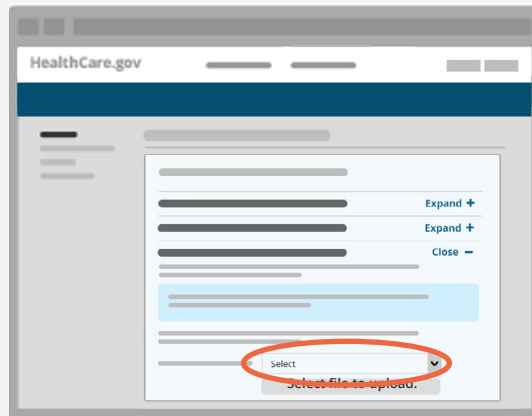 HealthCare.gov
Expand +
Expand +
Close −
Select
Select file to upload.